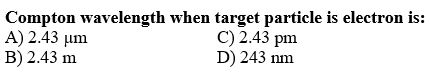 Compton wavelength when target particle is electron is:
A) 2.43 μm C) 2.43 pm
B) 2.43 m D) 243 nm